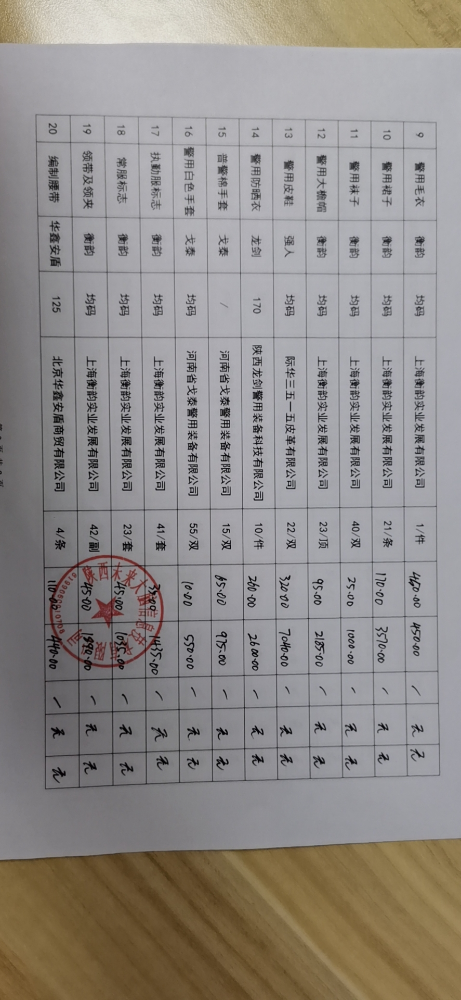 9 警用毛衣 衡韵 均码 上海衡韵实业发展有限公司 1/件 450.00 450.00 / 无 无
10 警用裙子 衡韵 均码 上海衡韵实业发展有限公司 21/条 170.00 3570.00 / 无 无
11 警用袜子 衡韵 均码 上海衡韵实业发展有限公司 40/双 25.00 1000.00 / 无 无
12 警用大檐帽 衡韵 均码 上海衡韵实业发展有限公司 23/顶 95.00 2185.00 / 无 无
13 警用皮鞋 强人 均码 际华三五一五皮革有限公司 22/双 320.00 7040.00 / 无 无
14 警用防晒衣 龙剑 170 陕西龙剑警用装备科技有限公司 10/件 260.00 2600.00 / 无 无
15 普警棉手套 戈泰 / 河南省戈泰警用装备有限公司 15/双 65.00 975.00 / 无 无
16 警用白色手套 戈泰 均码 河南省戈泰警用装备有限公司 55/双 10.00 550.00 / 无 无
17 执勤服标志 衡韵 均码 上海衡韵实业发展有限公司 41/套 35.00 1435.00 / 无 无
18 常服标志 衡韵 均码 上海衡韵实业发展有限公司 23/套 45.00 1035.00 / 无 无
19 领带及领夹 衡韵 均码 上海衡韵实业发展有限公司 42/副 45.00 1890.00 / 无 无
20 编制腰带 华鑫安盾 125 北京华鑫安盾商贸有限公司 4/条 110.00 440.00 / 无 无
陕西未来大脑信息技